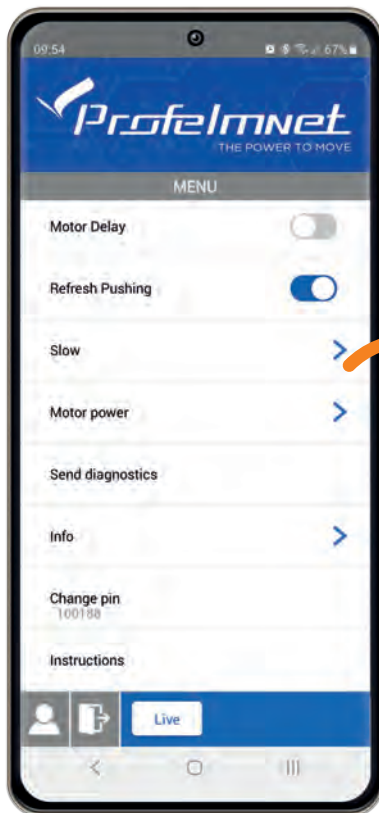 09:54 67%
Profelmnet
THE POWER TO MOVE
MENU
Motor Delay
Refresh Pushing
Slow
Motor power
Send diagnostics
Info
Change pin
100188
Instructions
Live